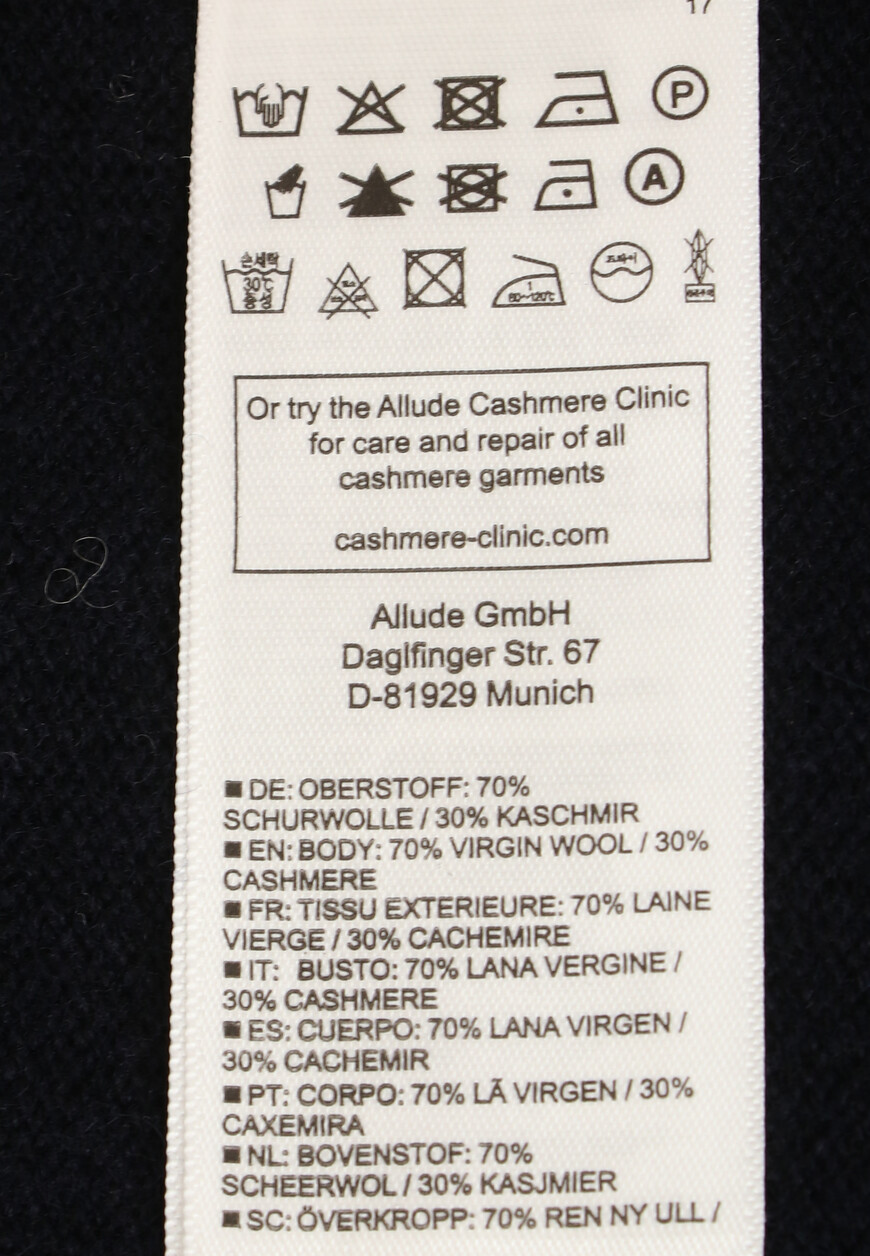 17
P
A
손세탁
30℃
중성
1
80~120℃
드라이
Or try the Allude Cashmere Clinic
for care and repair of all
cashmere garments
cashmere-clinic.com
Allude GmbH
Daglfinger Str. 67
D-81929 Munich
■ DE: OBERSTOFF: 70%
SCHURWOLLE / 30% KASCHMIR
■ EN: BODY: 70% VIRGIN WOOL / 30%
CASHMERE
■ FR: TISSU EXTERIEURE: 70% LAINE
VIERGE / 30% CACHEMIRE
■ IT: BUSTO: 70% LANA VERGINE /
30% CASHMERE
■ ES: CUERPO: 70% LANA VIRGEN /
30% CACHEMIR
■ PT: CORPO: 70% LÃ VIRGEN / 30%
CAXEMIRA
■ NL: BOVENSTOF: 70%
SCHEERWOL / 30% KASJMIER
■ SC: ÖVERKROPP: 70% REN NY ULL /